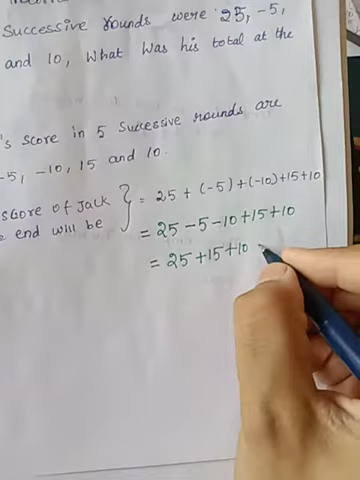 Successive rounds were 25, -5,
and 10, What Was his total at the
's score in 5 successive rounds are
-5, -10, 15 and 10.
score of Jack } = 25 + (-5) + (-10) + 15 + 10
end will be
= 25 - 5 - 10 + 15 + 10
= 25 + 15 + 10